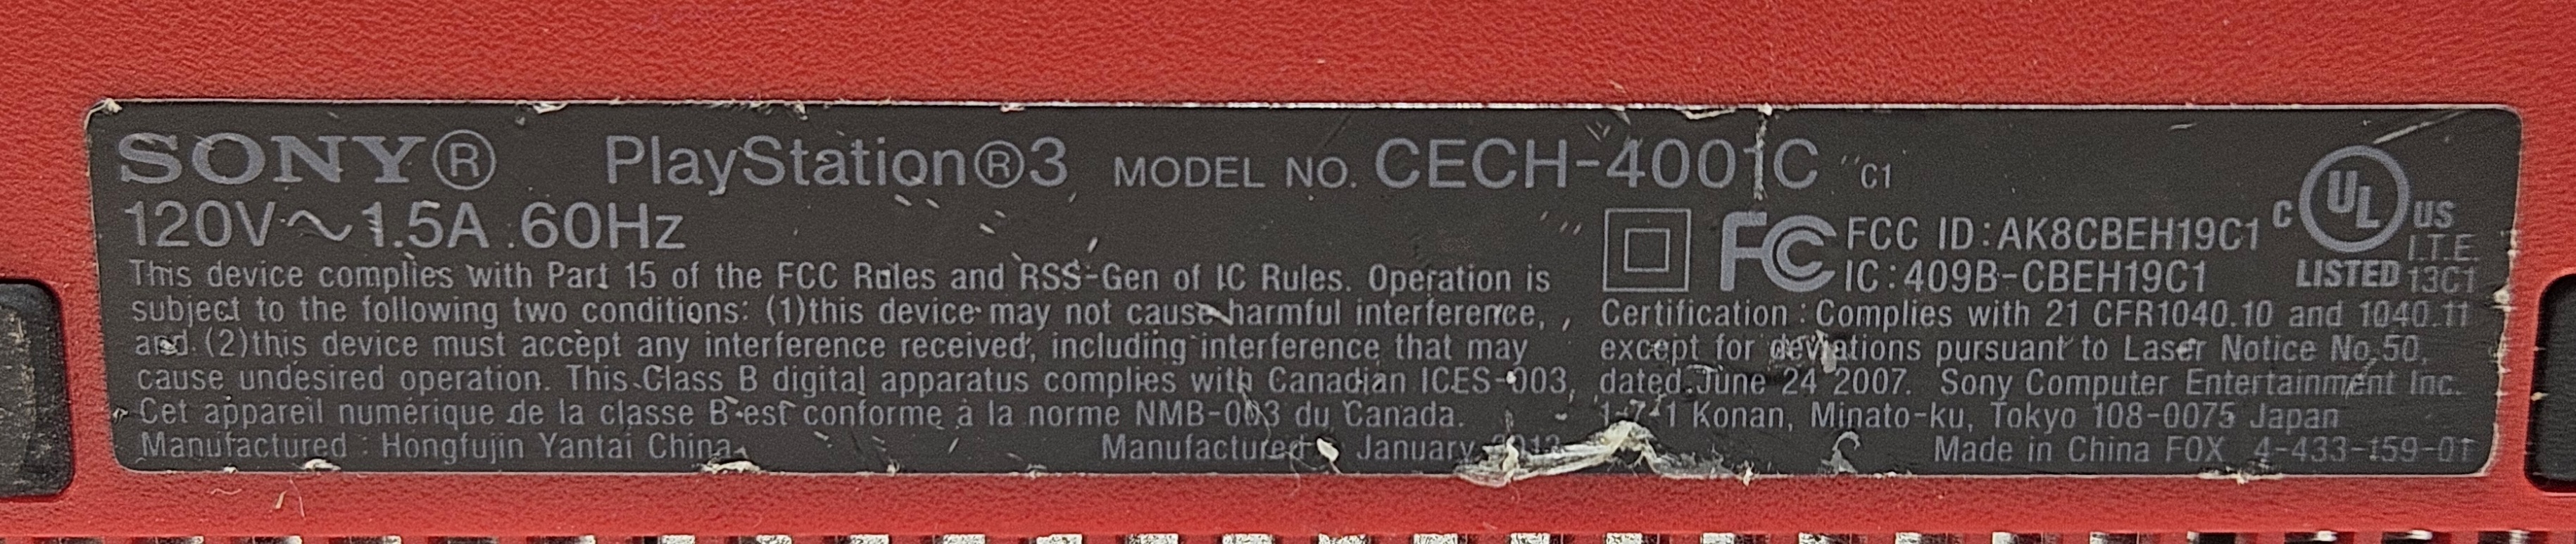 SONY® PlayStation®3 MODEL NO. CECH-4001C C1
120V~1.5A 60Hz
This device complies with Part 15 of the FCC Rules and RSS-Gen of IC Rules. Operation is
subject to the following two conditions: (1)this device may not cause harmful interference,
and (2)this device must accept any interference received, including interference that may
cause undesired operation. This Class B digital apparatus complies with Canadian ICES-003,
Cet appareil numérique de la classe B est conforme à la norme NMB-003 du Canada.
Manufactured : Hongfujin Yantai China
Manufactured : January 2013
FC FCC ID:AK8CBEH19C1
IC:409B-CBEH19C1
C UL US
I.T.E.
LISTED 13C1
Certification : Complies with 21 CFR1040.10 and 1040.11
except for deviations pursuant to Laser Notice No.50,
dated June 24 2007. Sony Computer Entertainment Inc.
1-7-1 Konan, Minato-ku, Tokyo 108-0075 Japan
Made in China FOX 4-433-159-01